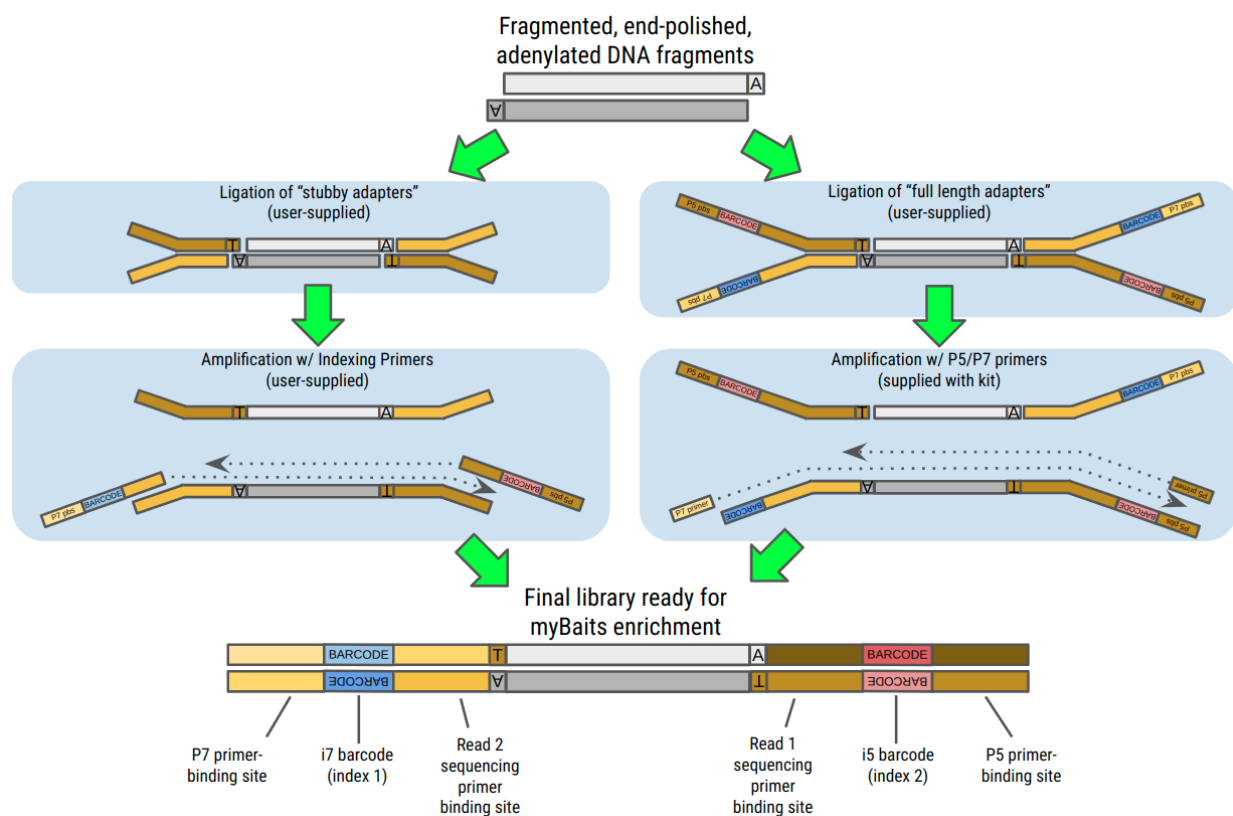 Fragmented, end-polished,
adenylated DNA fragments
A
A
Ligation of “stubby adapters”
(user-supplied)
T
A
A
T
Ligation of “full length adapters”
(user-supplied)
P5 pbs
BARCODE
BARCODE
P7 pbs
T
A
A
T
P7 pbs
BARCODE
BARCODE
P5 pbs
Amplification w/ Indexing Primers
(user-supplied)
T
A
P7 pbs
BARCODE
A
T
BARCODE
P5 pbs
Amplification w/ P5/P7 primers
(supplied with kit)
P5 pbs
BARCODE
BARCODE
P7 pbs
T
A
P7 primer
BARCODE
A
T
P5 primer
BARCODE
P5 pbs
Final library ready for
myBaits enrichment
BARCODE
T
A
BARCODE
BARCODE
A
T
BARCODE
P7 primer-
binding site
i7 barcode
(index 1)
Read 2
sequencing
primer
binding site
Read 1
sequencing
primer
binding site
i5 barcode
(index 2)
P5 primer-
binding site